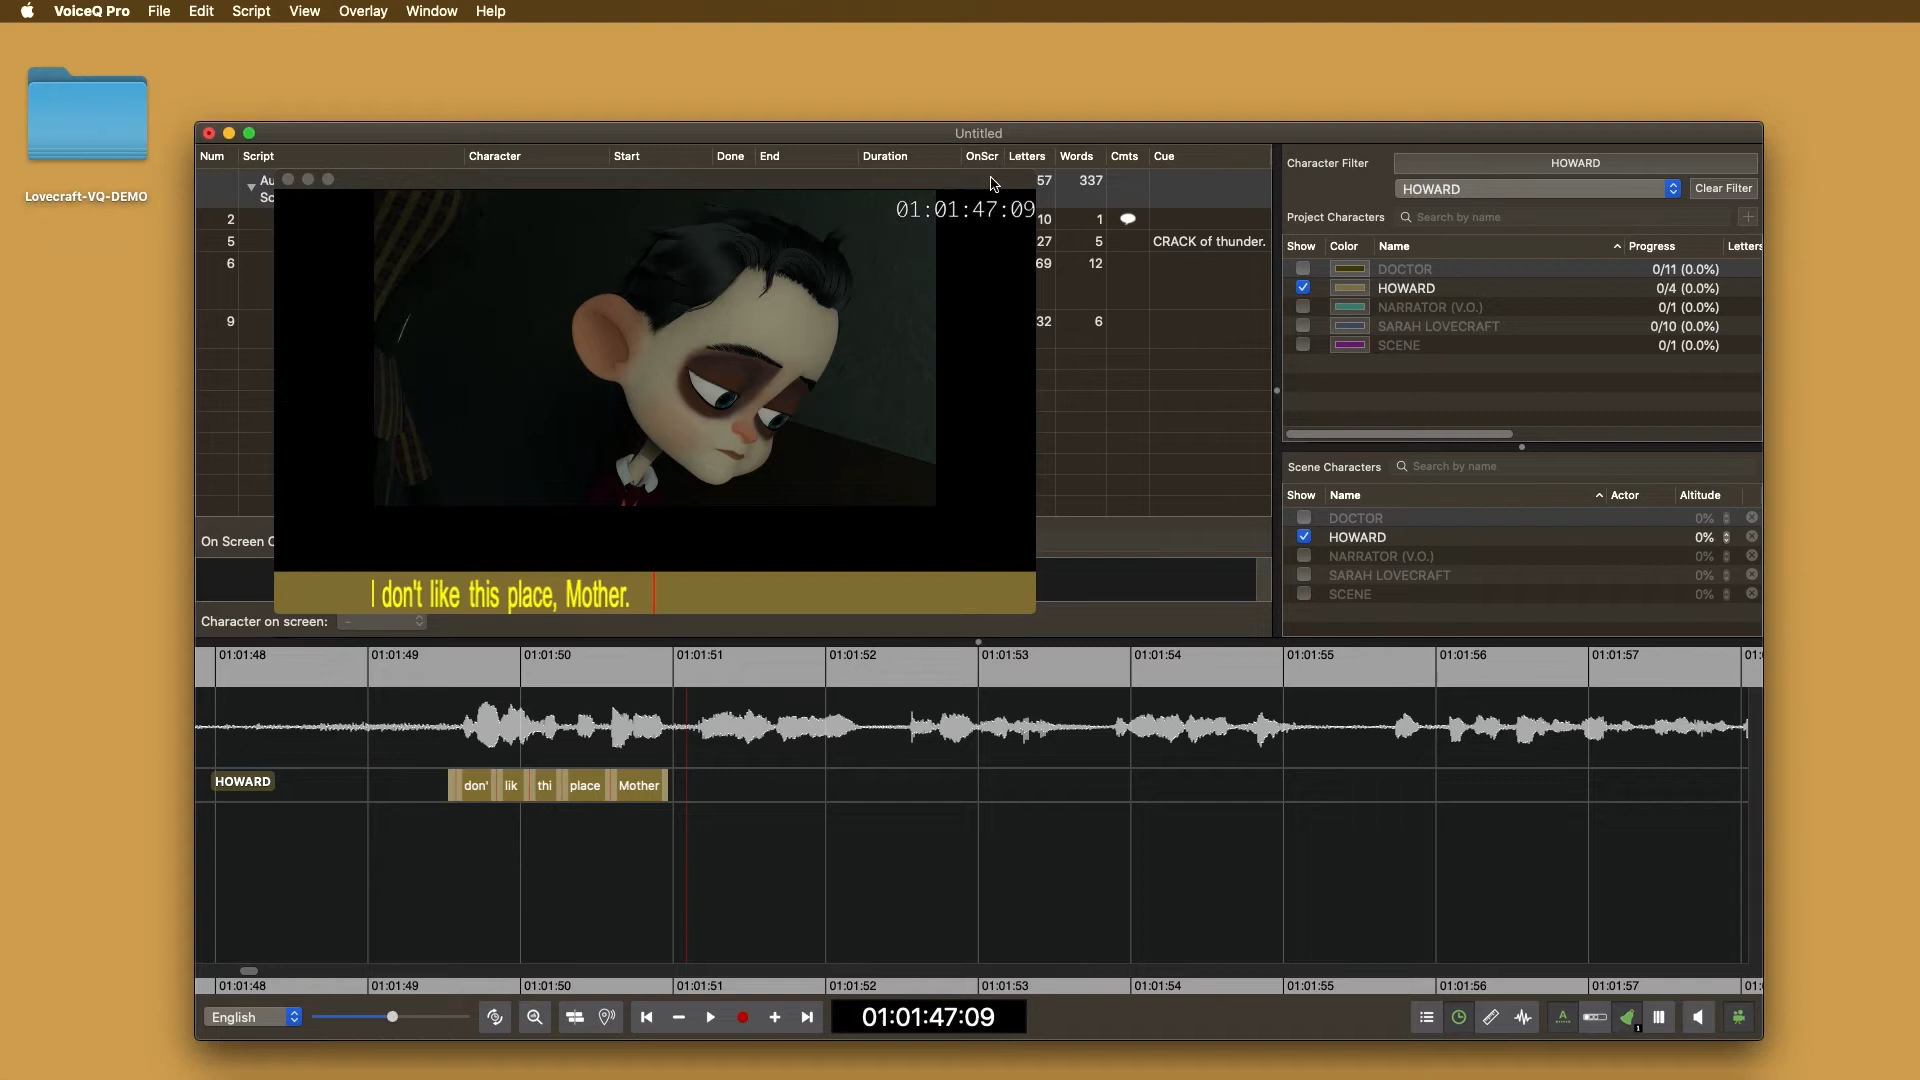 VoiceQ Pro File Edit Script View Overlay Window Help
Lovecraft-VQ-DEMO
Untitled
Num Script Character Start Done End Duration OnScr Letters Words Cmts Cue
Au
Sc
57 337
2 10 1
5 27 5 CRACK of thunder.
6 69 12
9 32 6
01:01:47:09
I don't like this place, Mother.
On Screen C
Character on screen: -
Character Filter HOWARD
HOWARD Clear Filter
Project Characters Search by name
Show Color Name Progress Letters
DOCTOR 0/11 (0.0%)
HOWARD 0/4 (0.0%)
NARRATOR (V.O.) 0/1 (0.0%)
SARAH LOVECRAFT 0/10 (0.0%)
SCENE 0/1 (0.0%)
Scene Characters Search by name
Show Name Actor Altitude
DOCTOR 0%
HOWARD 0%
NARRATOR (V.O.) 0%
SARAH LOVECRAFT 0%
SCENE 0%
01:01:48 01:01:49 01:01:50 01:01:51 01:01:52 01:01:53 01:01:54 01:01:55 01:01:56 01:01:57 01:
HOWARD don' lik thi place Mother
01:01:48 01:01:49 01:01:50 01:01:51 01:01:52 01:01:53 01:01:54 01:01:55 01:01:56 01:01:57 01:
English 01:01:47:09 A 1